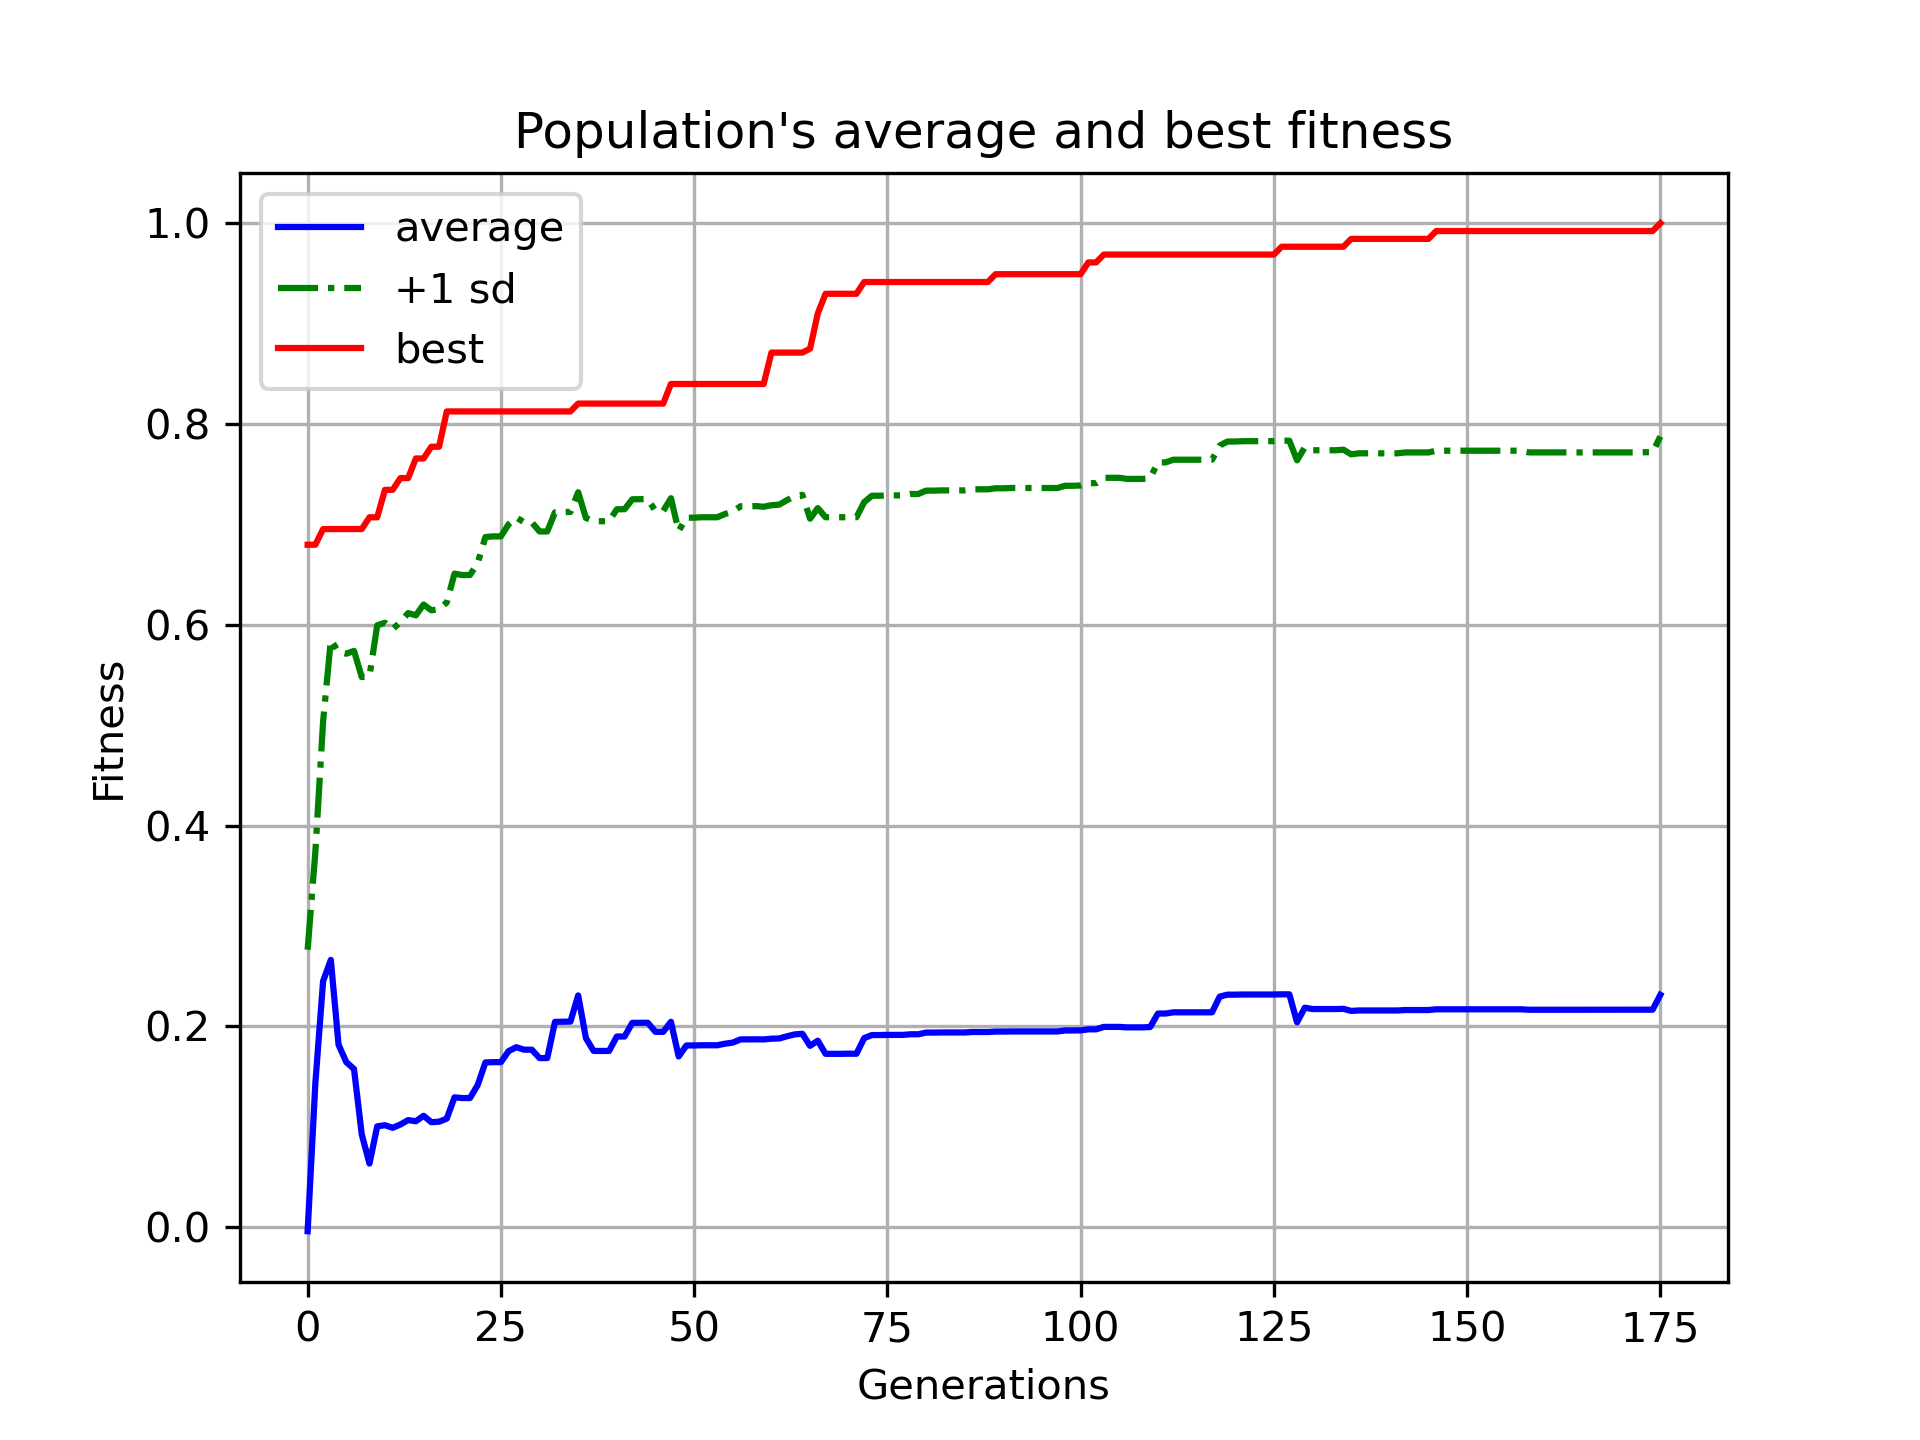 Population's average and best fitness
average
+1 sd
best
1.0
0.8
0.6
0.4
0.2
0.0
Fitness
0 25 50 75 100 125 150 175
Generations